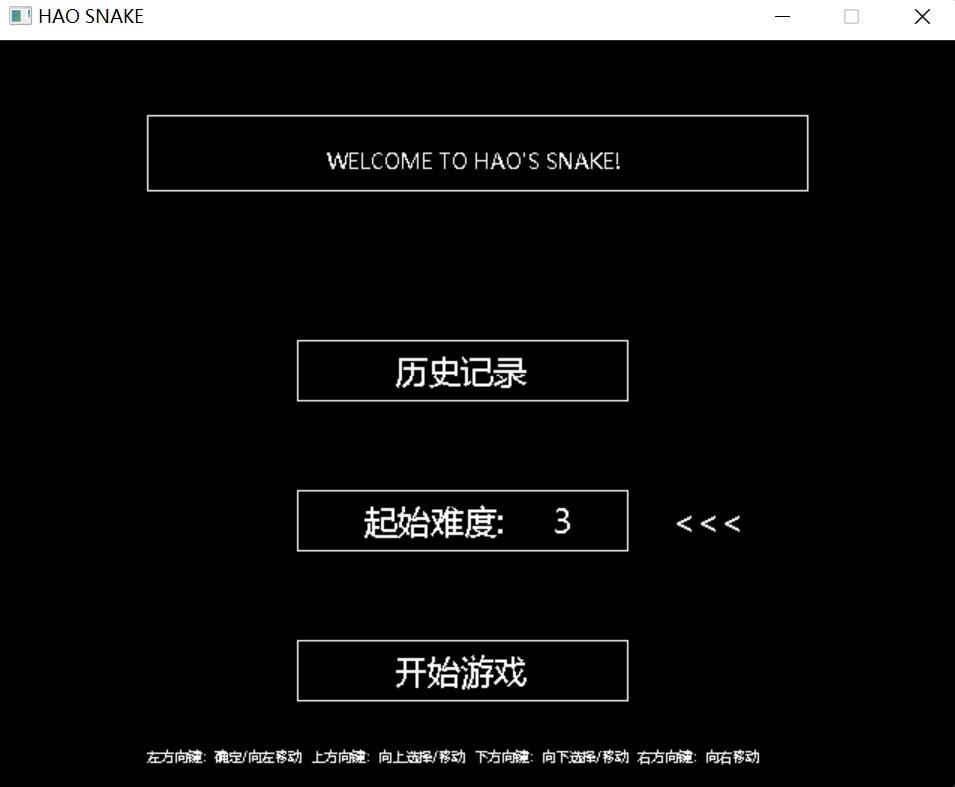 HAO SNAKE
WELCOME TO HAO'S SNAKE!
历史记录
起始难度: 3 <<<
开始游戏
左方向键：确定/向左移动 上方向键：向上选择/移动 下方向键：向下选择/移动 右方向键：向右移动